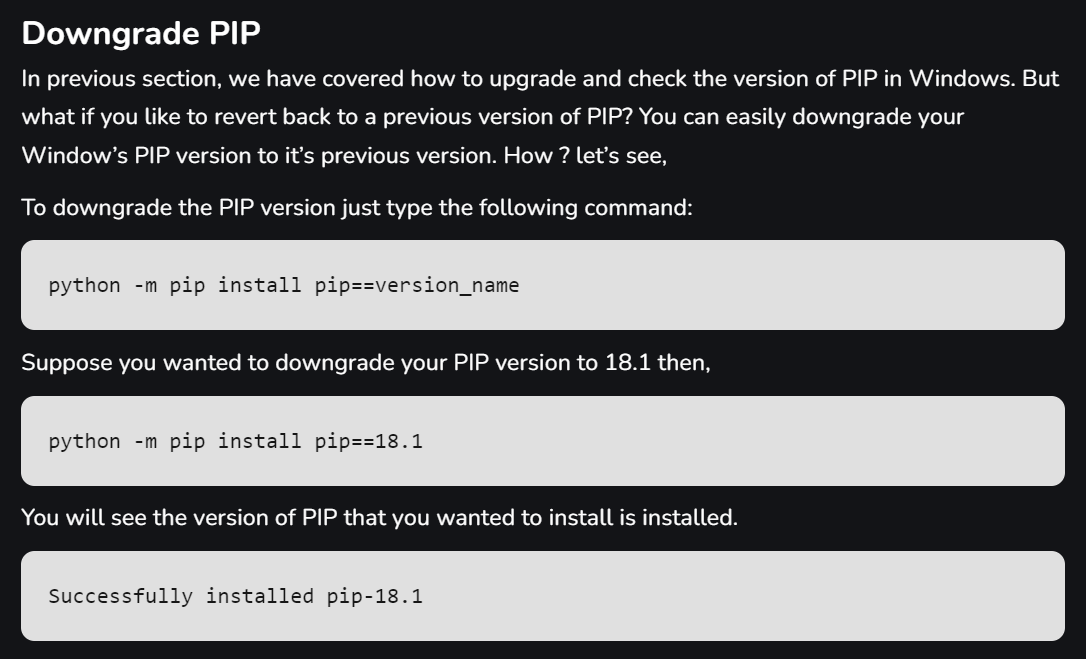 Downgrade PIP
In previous section, we have covered how to upgrade and check the version of PIP in Windows. But
what if you like to revert back to a previous version of PIP? You can easily downgrade your
Window’s PIP version to it’s previous version. How ? let’s see,
To downgrade the PIP version just type the following command:
python -m pip install pip==version_name
Suppose you wanted to downgrade your PIP version to 18.1 then,
python -m pip install pip==18.1
You will see the version of PIP that you wanted to install is installed.
Successfully installed pip-18.1